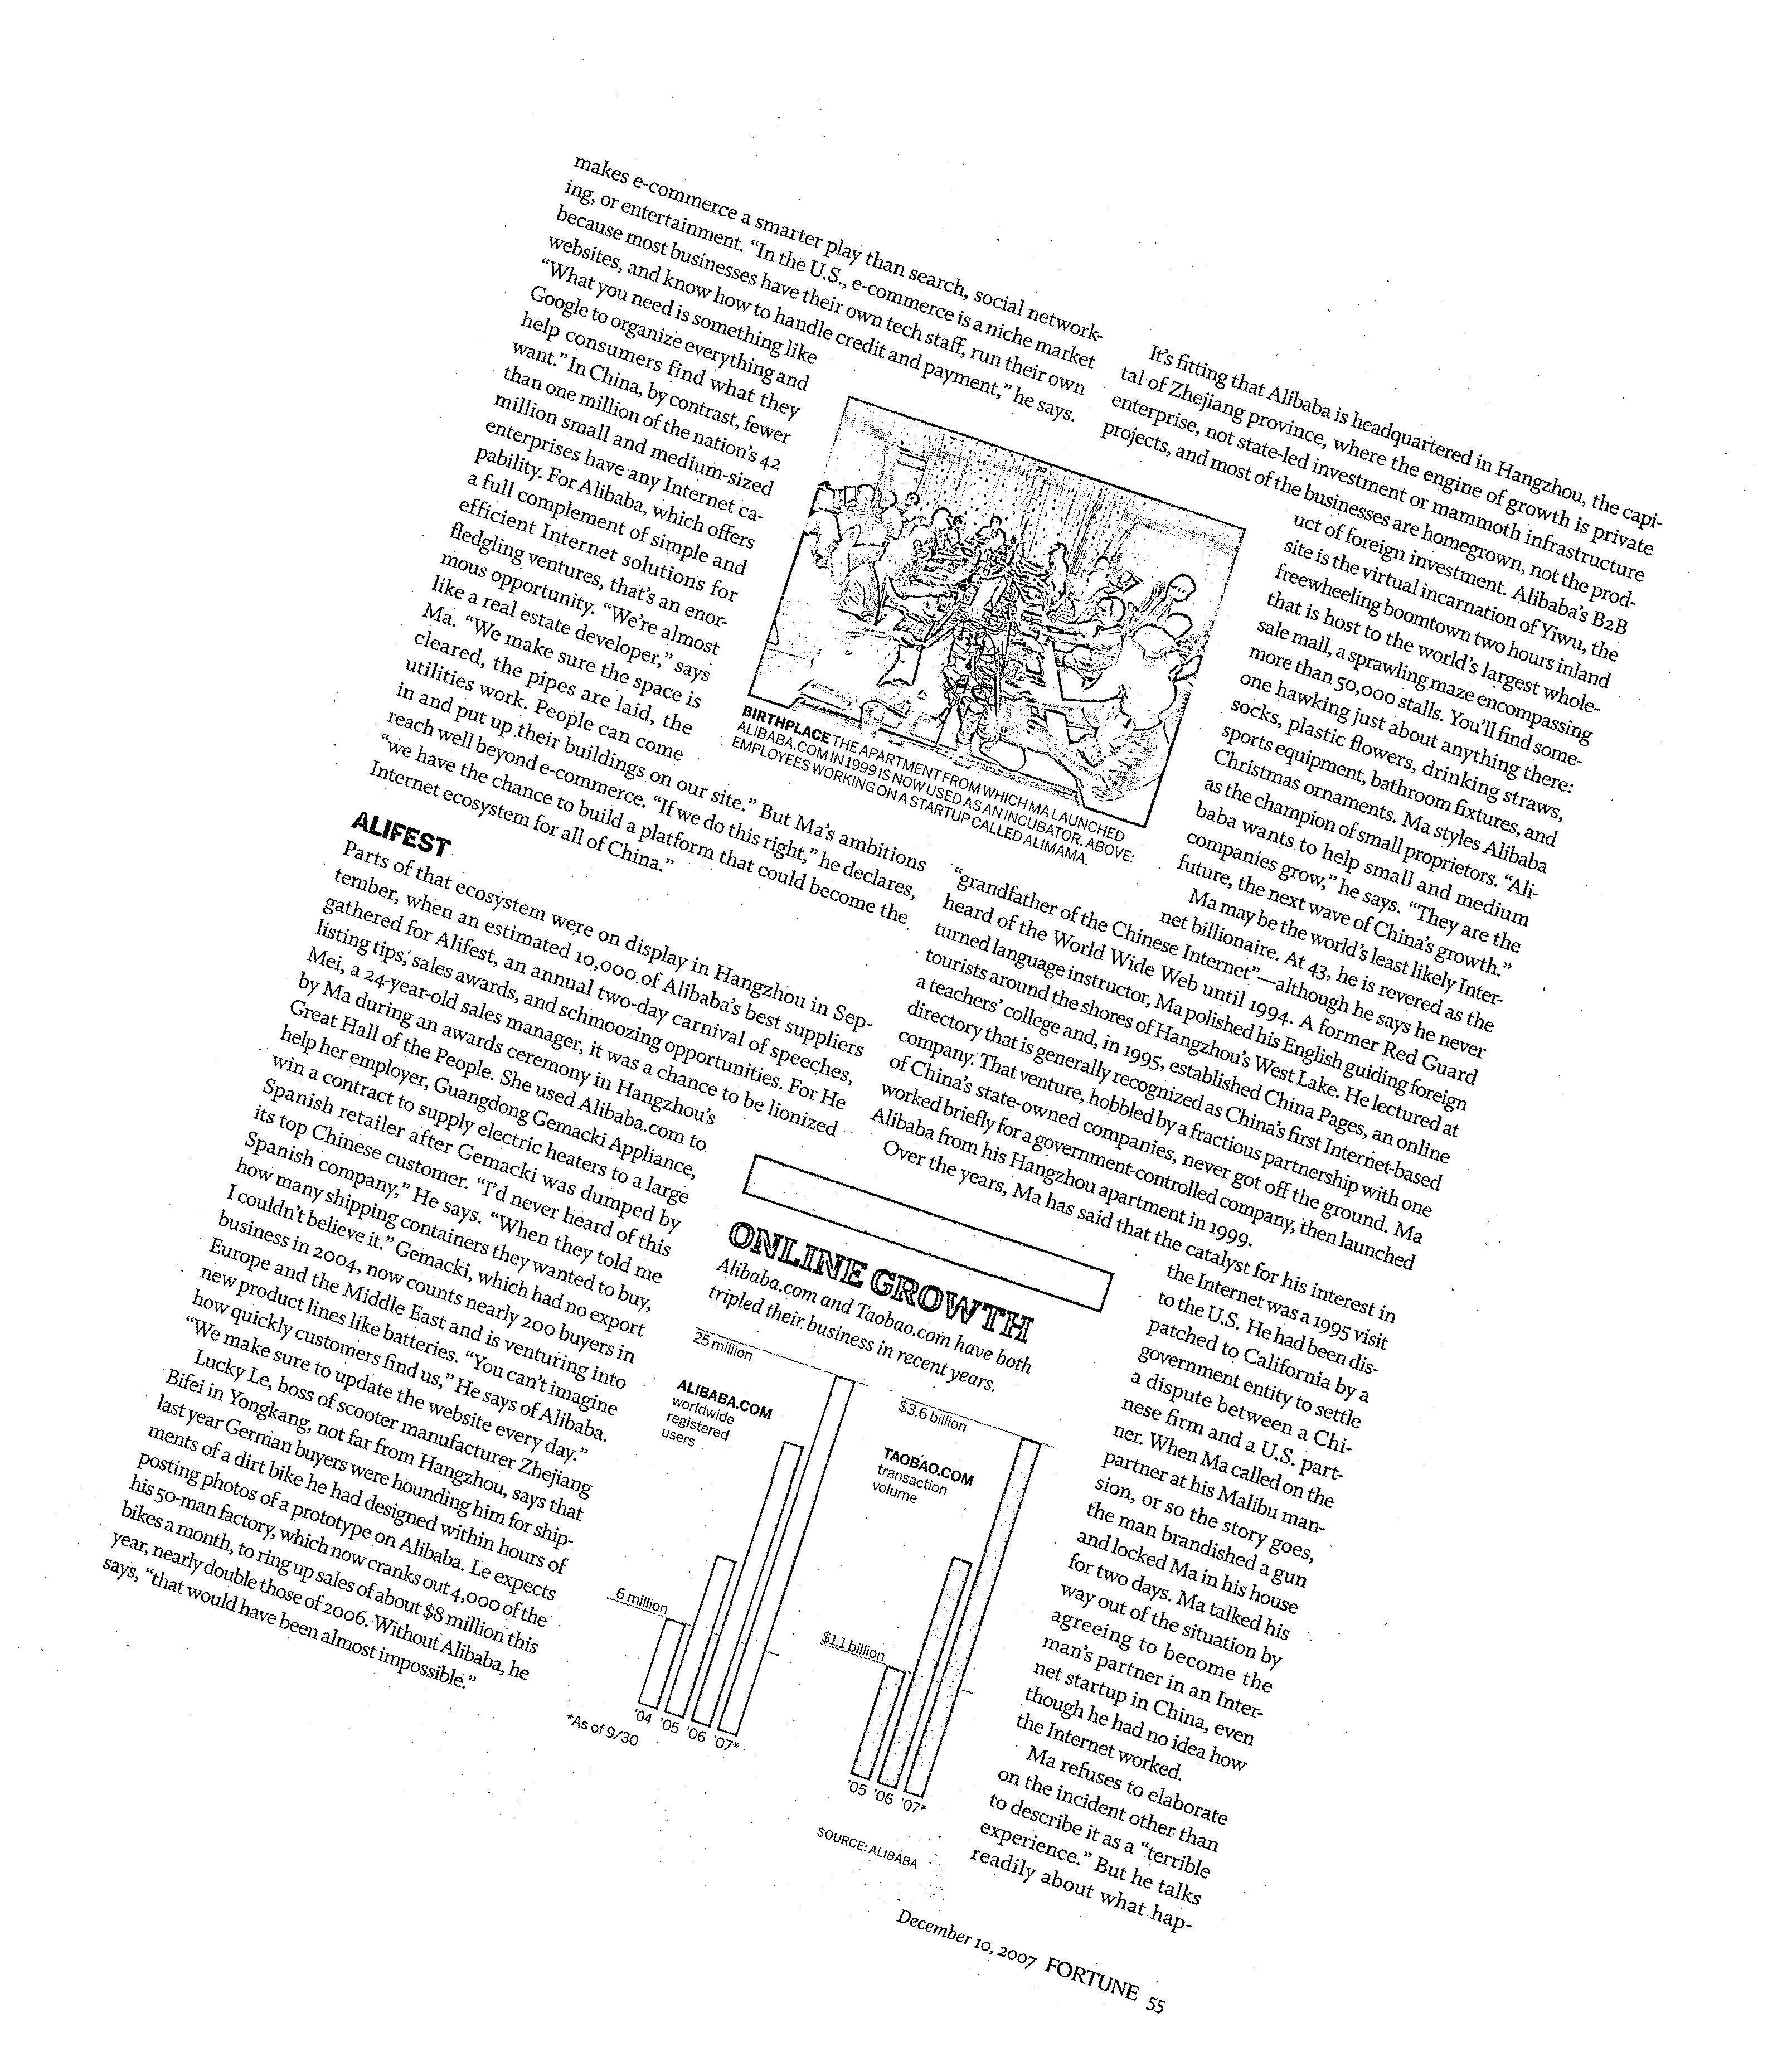 makes e-commerce a smarter play than search, social network-
ing, or entertainment. “In the U.S., e-commerce is a niche market
because most businesses have their own tech staff, run their own
websites, and know how to handle credit and payment,” he says.
“What you need is something like
Google to organize everything and
help consumers find what they
want.” In China, by contrast, fewer
than one million of the nation’s 42
million small and medium-sized
enterprises have any Internet ca-
pability. For Alibaba, which offers
a full complement of simple and
efficient Internet solutions for
fledgling ventures, that’s an enor-
mous opportunity. “We’re almost
like a real estate developer,” says
Ma. “We make sure the space is
cleared, the pipes are laid, the
utilities work. People can come
in and put up their buildings on our site.” But Ma’s ambitions
reach well beyond e-commerce. “If we do this right,” he declares,
“we have the chance to build a platform that could become the
Internet ecosystem for all of China.”
ALIFEST
Parts of that ecosystem were on display in Hangzhou in Sep-
tember, when an estimated 10,000 of Alibaba’s best suppliers
gathered for Alifest, an annual two-day carnival of speeches,
listing tips, sales awards, and schmoozing opportunities. For He
Mei, a 24-year-old sales manager, it was a chance to be lionized
by Ma during an awards ceremony in Hangzhou’s
Great Hall of the People. She used Alibaba.com to
help her employer, Guangdong Gemacki Appliance,
win a contract to supply electric heaters to a large
Spanish retailer after Gemacki was dumped by
its top Chinese customer. “I’d never heard of this
Spanish company,” He says. “When they told me
how many shipping containers they wanted to buy,
I couldn’t believe it.” Gemacki, which had no export
business in 2004, now counts nearly 200 buyers in
Europe and the Middle East and is venturing into
new product lines like batteries. “You can’t imagine
how quickly customers find us,” He says of Alibaba.
“We make sure to update the website every day.”
Lucky Le, boss of scooter manufacturer Zhejiang
Bifei in Yongkang, not far from Hangzhou, says that
last year German buyers were hounding him for ship-
ments of a dirt bike he had designed within hours of
posting photos of a prototype on Alibaba. Le expects
his 50-man factory, which now cranks out 4,000 of the
bikes a month, to ring up sales of about $8 million this
year, nearly double those of 2006. Without Alibaba, he
says, “that would have been almost impossible.”
BIRTHPLACE THE APARTMENT FROM WHICH MA LAUNCHED
ALIBABA.COM IN 1999 IS NOW USED AS AN INCUBATOR. ABOVE:
EMPLOYEES WORKING ON A STARTUP CALLED ALIMAMA.
It’s fitting that Alibaba is headquartered in Hangzhou, the capi-
tal of Zhejiang province, where the engine of growth is private
enterprise, not state-led investment or mammoth infrastructure
projects, and most of the businesses are homegrown, not the prod-
uct of foreign investment. Alibaba’s B2B
site is the virtual incarnation of Yiwu, the
freewheeling boomtown two hours inland
that is host to the world’s largest whole-
sale mall, a sprawling maze encompassing
more than 50,000 stalls. You’ll find some-
one hawking just about anything there:
socks, plastic flowers, drinking straws,
sports equipment, bathroom fixtures, and
Christmas ornaments. Ma styles Alibaba
as the champion of small proprietors. “Ali-
baba wants to help small and medium
companies grow,” he says. “They are the
future, the next wave of China’s growth.”
Ma may be the world’s least likely Inter-
net billionaire. At 43, he is revered as the
“grandfather of the Chinese Internet”—although he says he never
heard of the World Wide Web until 1994. A former Red Guard
turned language instructor, Ma polished his English guiding foreign
tourists around the shores of Hangzhou’s West Lake. He lectured at
a teachers’ college and, in 1995, established China Pages, an online
directory that is generally recognized as China’s first Internet-based
company. That venture, hobbled by a fractious partnership with one
of China’s state-owned companies, never got off the ground. Ma
worked briefly for a government-controlled company, then launched
Alibaba from his Hangzhou apartment in 1999.
Over the years, Ma has said that the catalyst for his interest in
the Internet was a 1995 visit
to the U.S. He had been dis-
patched to California by a
government entity to settle
a dispute between a Chi-
nese firm and a U.S. part-
ner. When Ma called on the
partner at his Malibu man-
sion, or so the story goes,
the man brandished a gun
and locked Ma in his house
for two days. Ma talked his
way out of the situation by
agreeing to become the
man’s partner in an Inter-
net startup in China, even
though he had no idea how
the Internet worked.
Ma refuses to elaborate
on the incident other than
to describe it as a “terrible
experience.” But he talks
readily about what hap-
ONLINE GROWTH
Alibaba.com and Taobao.com have both
tripled their business in recent years.
25 million
ALIBABA.COM
worldwide
registered
users
6 million
'04 '05 '06 '07*
*As of 9/30
$3.6 billion
TAOBAO.COM
transaction
volume
$1.1 billion
'05 '06 '07*
SOURCE: ALIBABA
December 10, 2007 FORTUNE 55